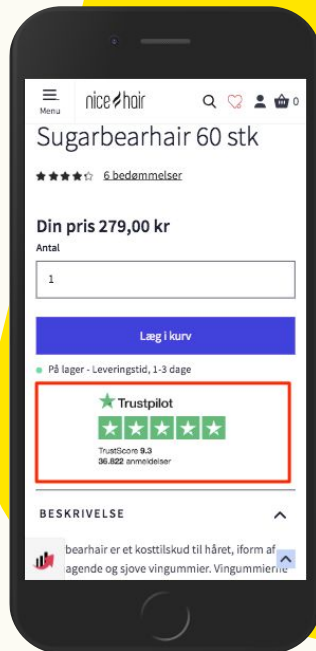 Menu
nice hair
0
Sugarbearhair 60 stk
6 bedømmelser
Din pris 279,00 kr
Antal
1
Læg i kurv
På lager - Leveringstid, 1-3 dage
Trustpilot
TrustScore 9.3
36.822 anmeldelser
BESKRIVELSE
bearhair er et kosttilskud til håret, iform af
agende og sjove vingummier. Vingummierne